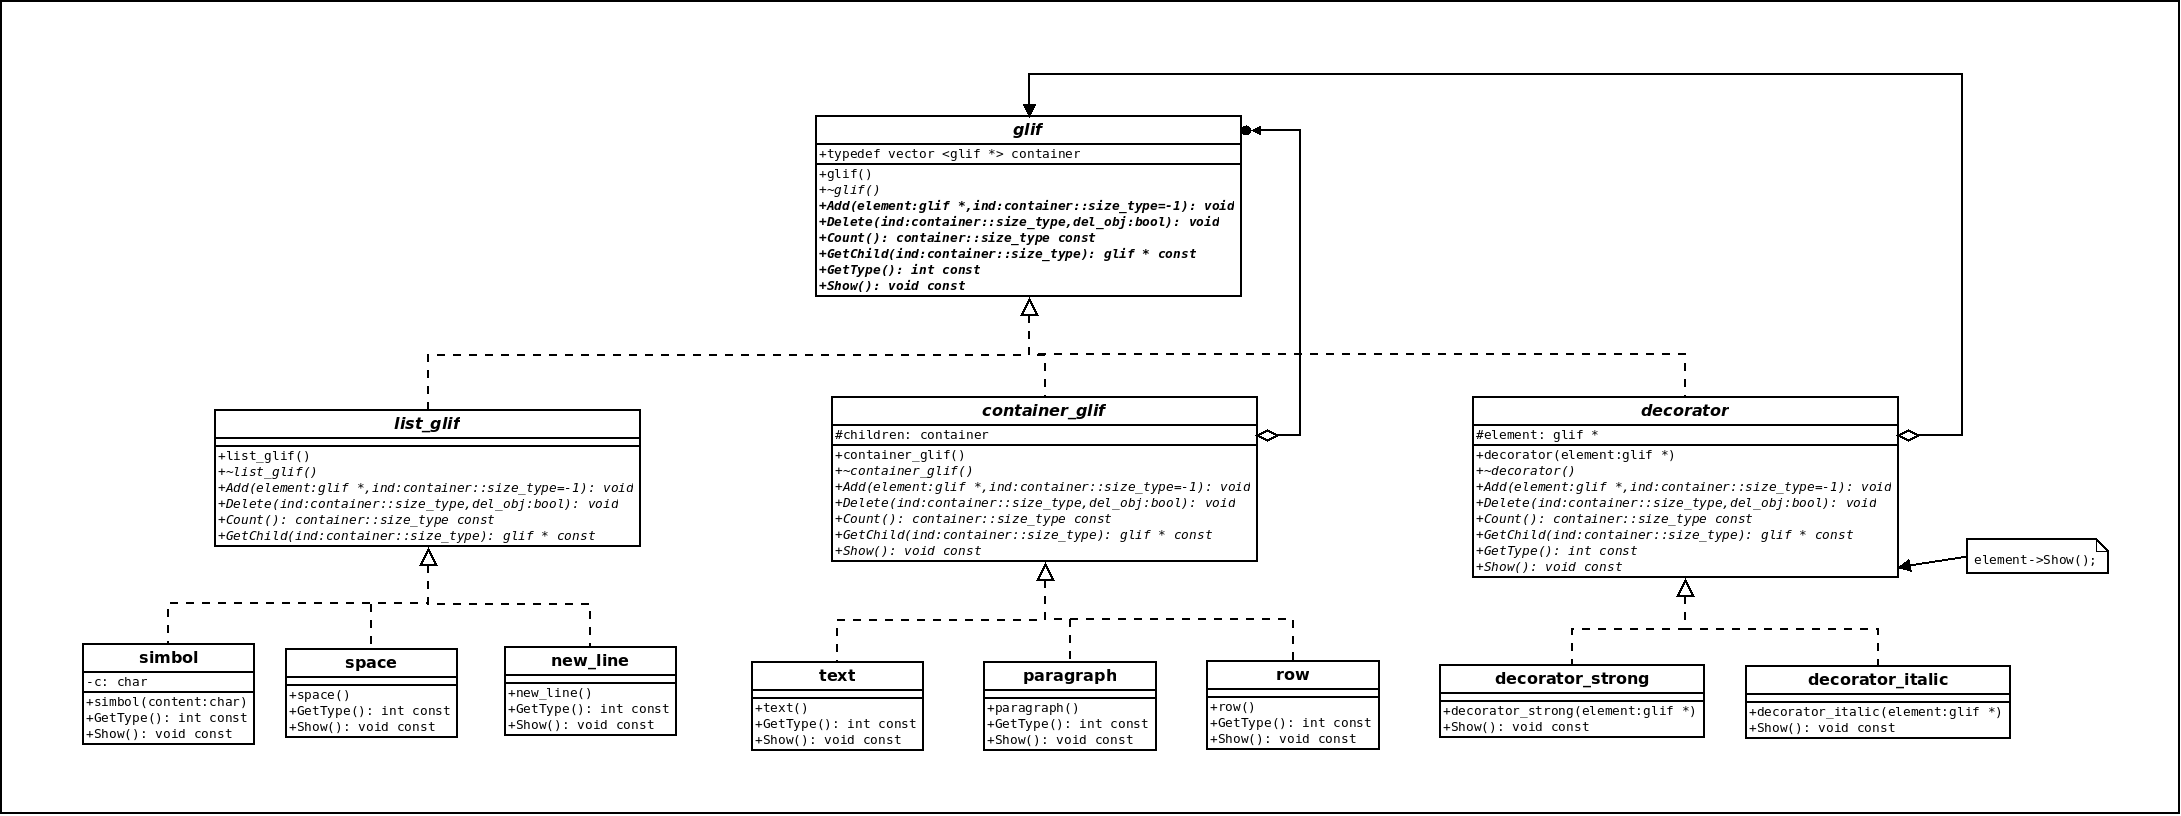 glif
+typedef vector <glif *> container
+glif()
+~glif()
+Add(element:glif *,ind:container::size_type=-1): void
+Delete(ind:container::size_type,del_obj:bool): void
+Count(): container::size_type const
+GetChild(ind:container::size_type): glif * const
+GetType(): int const
+Show(): void const
list_glif
+list_glif()
+~list_glif()
+Add(element:glif *,ind:container::size_type=-1): void
+Delete(ind:container::size_type,del_obj:bool): void
+Count(): container::size_type const
+GetChild(ind:container::size_type): glif * const
container_glif
#children: container
+container_glif()
+~container_glif()
+Add(element:glif *,ind:container::size_type=-1): void
+Delete(ind:container::size_type,del_obj:bool): void
+Count(): container::size_type const
+GetChild(ind:container::size_type): glif * const
+Show(): void const
decorator
#element: glif *
+decorator(element:glif *)
+~decorator()
+Add(element:glif *,ind:container::size_type=-1): void
+Delete(ind:container::size_type,del_obj:bool): void
+Count(): container::size_type const
+GetChild(ind:container::size_type): glif * const
+GetType(): int const
+Show(): void const
element->Show();
simbol
-c: char
+simbol(content:char)
+GetType(): int const
+Show(): void const
space
+space()
+GetType(): int const
+Show(): void const
new_line
+new_line()
+GetType(): int const
+Show(): void const
text
+text()
+GetType(): int const
+Show(): void const
paragraph
+paragraph()
+GetType(): int const
+Show(): void const
row
+row()
+GetType(): int const
+Show(): void const
decorator_strong
+decorator_strong(element:glif *)
+Show(): void const
decorator_italic
+decorator_italic(element:glif *)
+Show(): void const